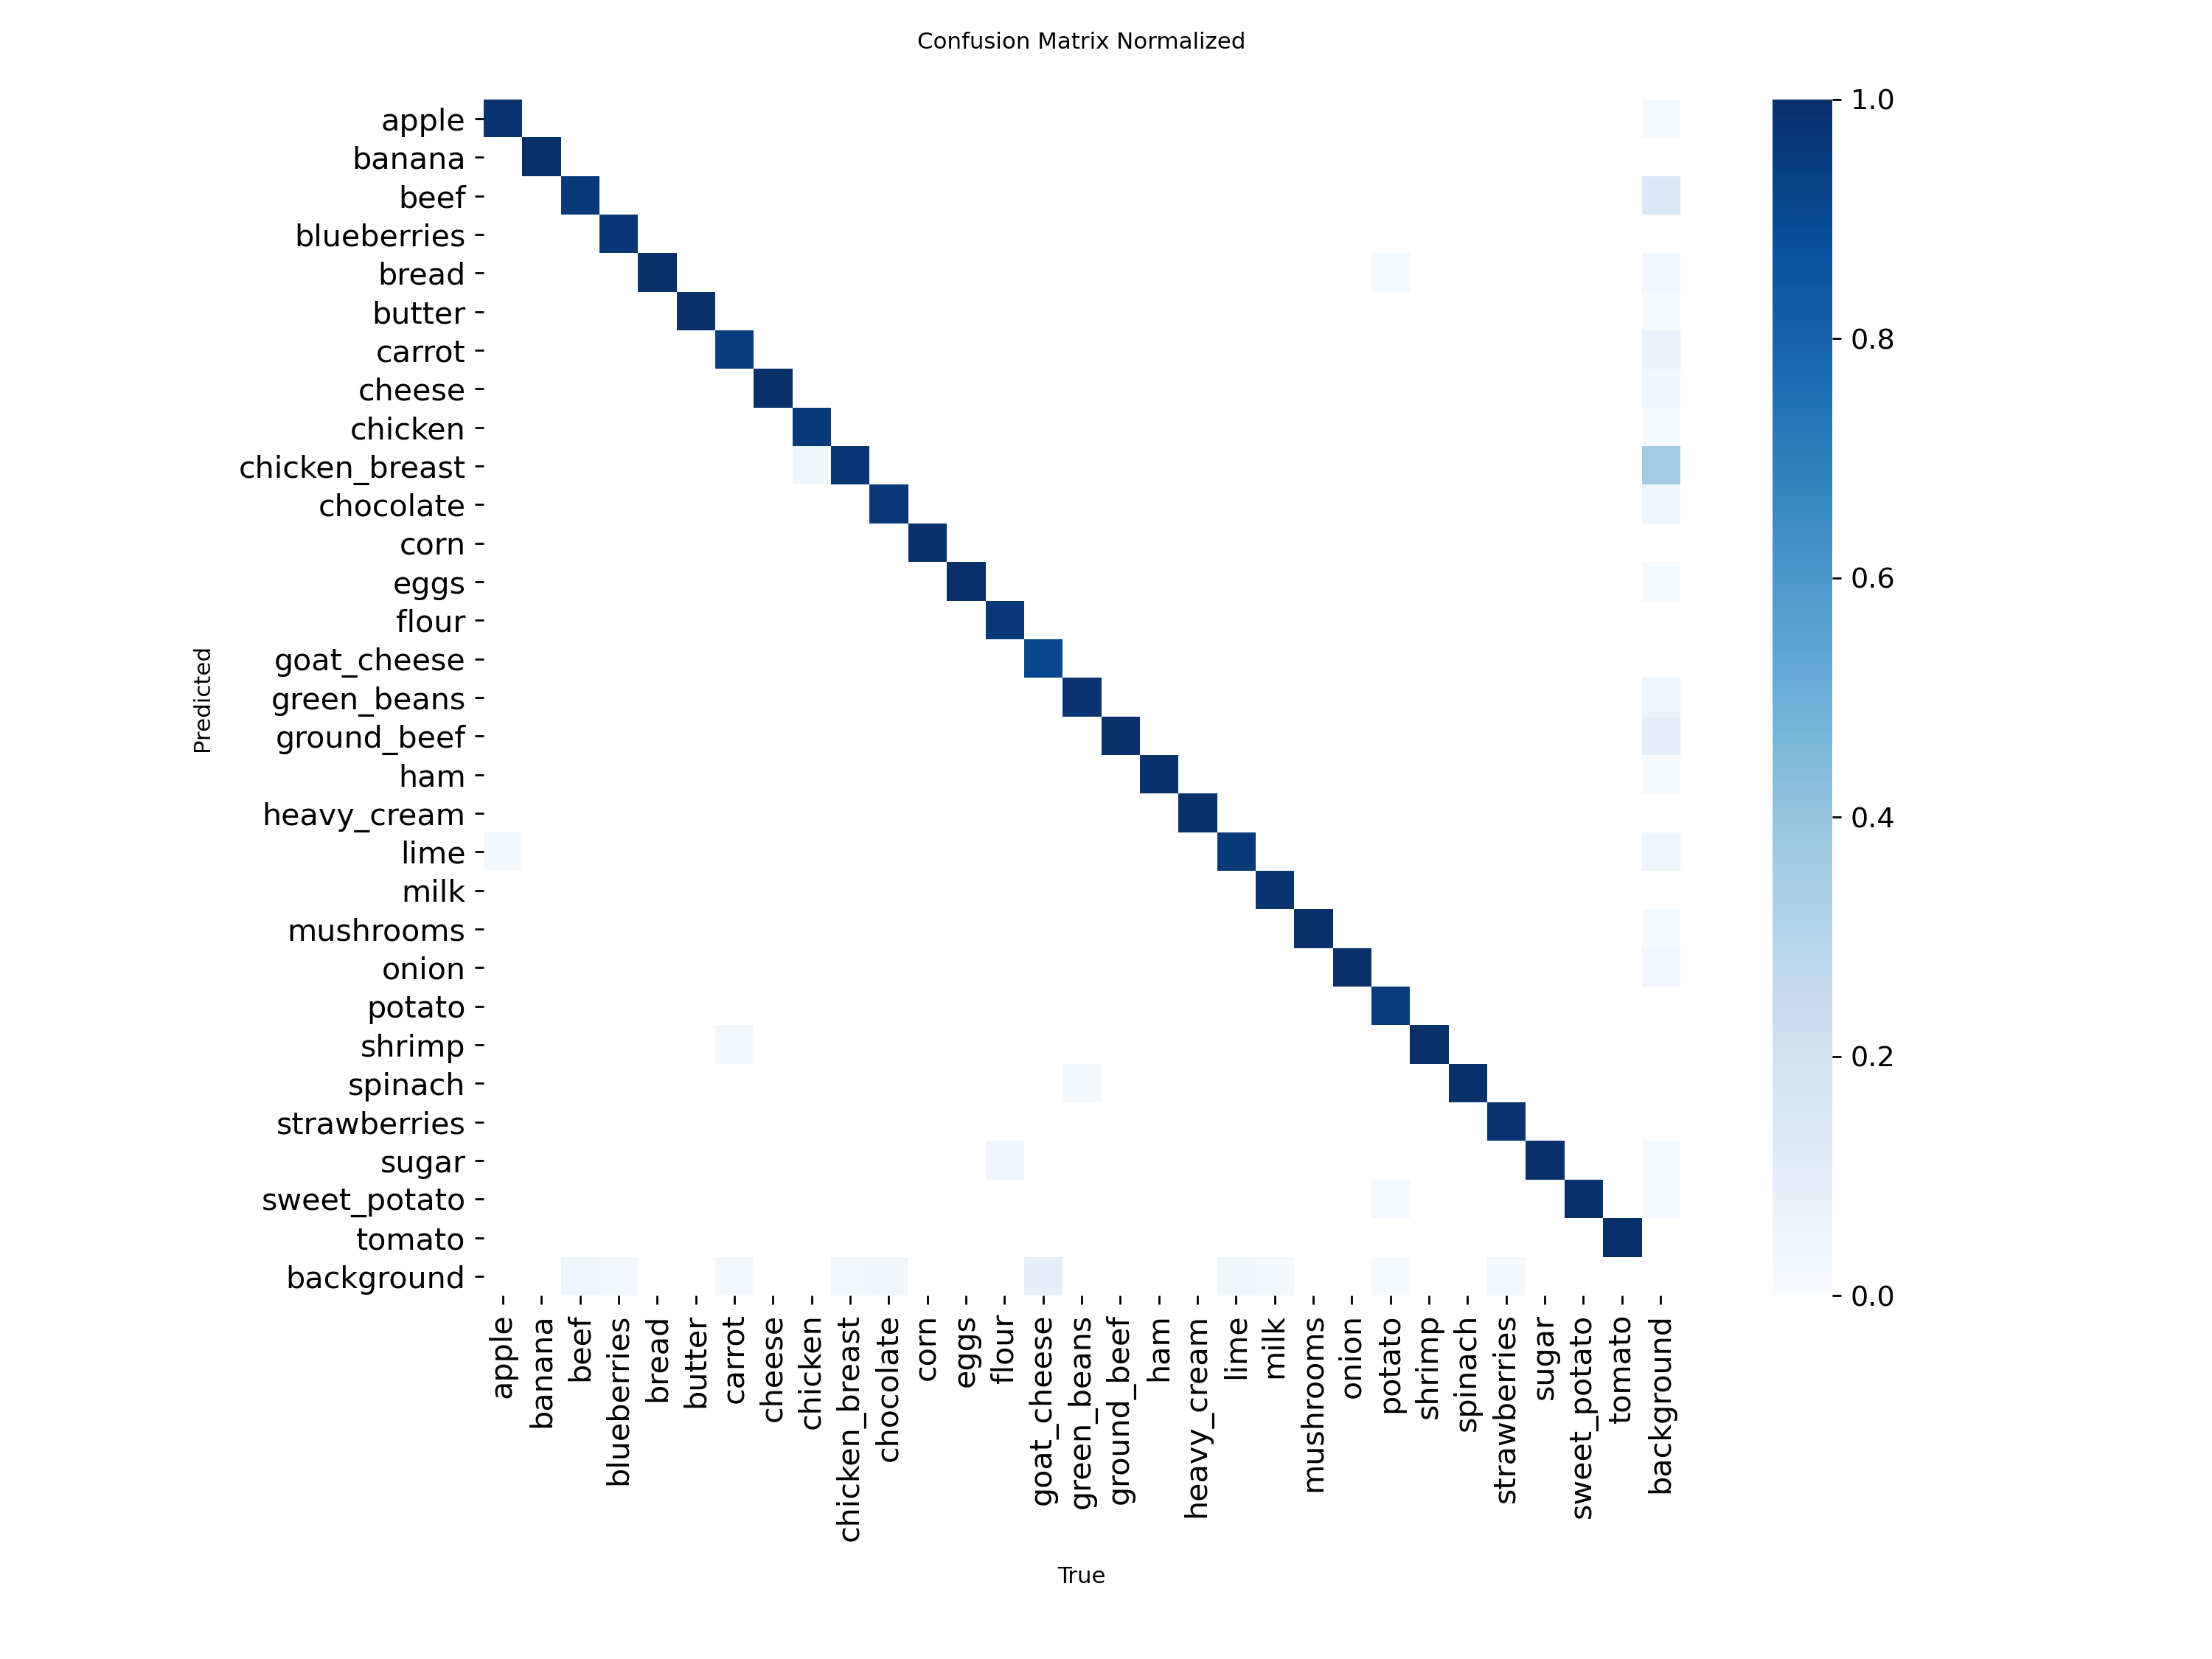 Confusion Matrix Normalized
apple
banana
beef
blueberries
bread
butter
carrot
cheese
chicken
chicken_breast
chocolate
corn
eggs
flour
goat_cheese
green_beans
ground_beef
ham
heavy_cream
lime
milk
mushrooms
onion
potato
shrimp
spinach
strawberries
sugar
sweet_potato
tomato
background
Predicted
apple
banana
beef
blueberries
bread
butter
carrot
cheese
chicken
chicken_breast
chocolate
corn
eggs
flour
goat_cheese
green_beans
ground_beef
ham
heavy_cream
lime
milk
mushrooms
onion
potato
shrimp
spinach
strawberries
sugar
sweet_potato
tomato
background
True
1.0
0.8
0.6
0.4
0.2
0.0